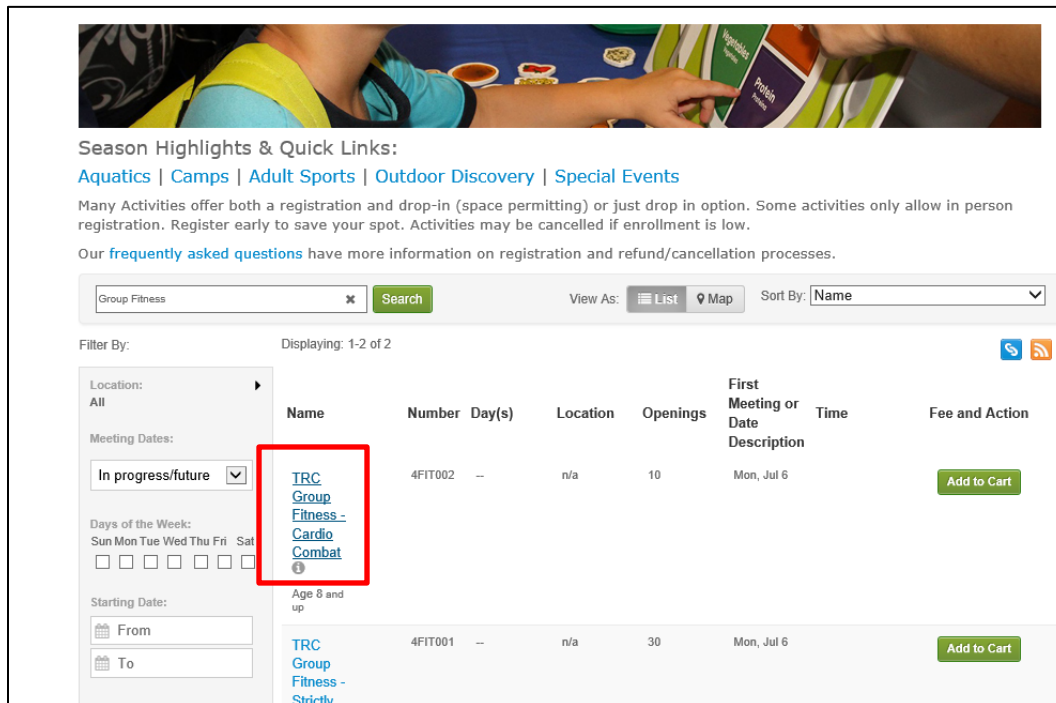 Vegetables
Protein
Season Highlights & Quick Links:
Aquatics | Camps | Adult Sports | Outdoor Discovery | Special Events
Many Activities offer both a registration and drop-in (space permitting) or just drop in option. Some activities only allow in person
registration. Register early to save your spot. Activities may be cancelled if enrollment is low.
Our frequently asked questions have more information on registration and refund/cancellation processes.
Group Fitness
Search
View As:
List
Map
Sort By:
Name
Filter By:
Displaying: 1-2 of 2
Location:
All
Meeting Dates:
In progress/future
Days of the Week:
Sun Mon Tue Wed Thu Fri Sat
Starting Date:
From
To
Name
Number
Day(s)
Location
Openings
First
Meeting or
Date
Description
Time
Fee and Action
TRC
Group
Fitness -
Cardio
Combat
Age 8 and
up
4FIT002
--
n/a
10
Mon, Jul 6
Add to Cart
TRC
Group
Fitness -
Strictly
4FIT001
--
n/a
30
Mon, Jul 6
Add to Cart